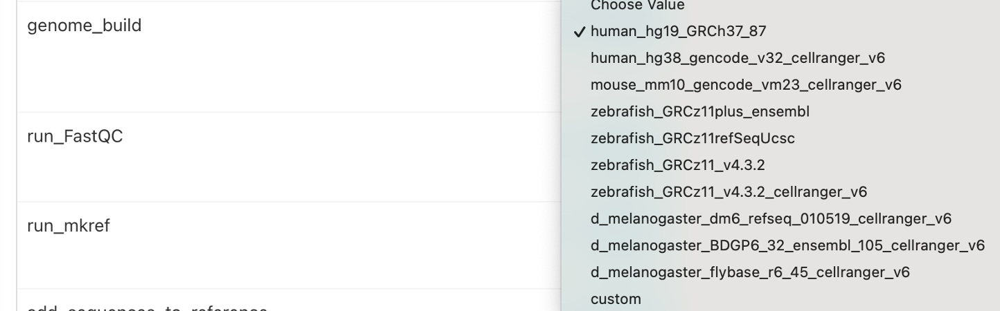 Choose Value
genome_build
✓ human_hg19_GRCh37_87
human_hg38_gencode_v32_cellranger_v6
mouse_mm10_gencode_vm23_cellranger_v6
zebrafish_GRCz11plus_ensembl
run_FastQC
zebrafish_GRCz11refSeqUcsc
zebrafish_GRCz11_v4.3.2
zebrafish_GRCz11_v4.3.2_cellranger_v6
run_mkref
d_melanogaster_dm6_refseq_010519_cellranger_v6
d_melanogaster_BDGP6_32_ensembl_105_cellranger_v6
d_melanogaster_flybase_r6_45_cellranger_v6
custom
add_sequences_to_reference